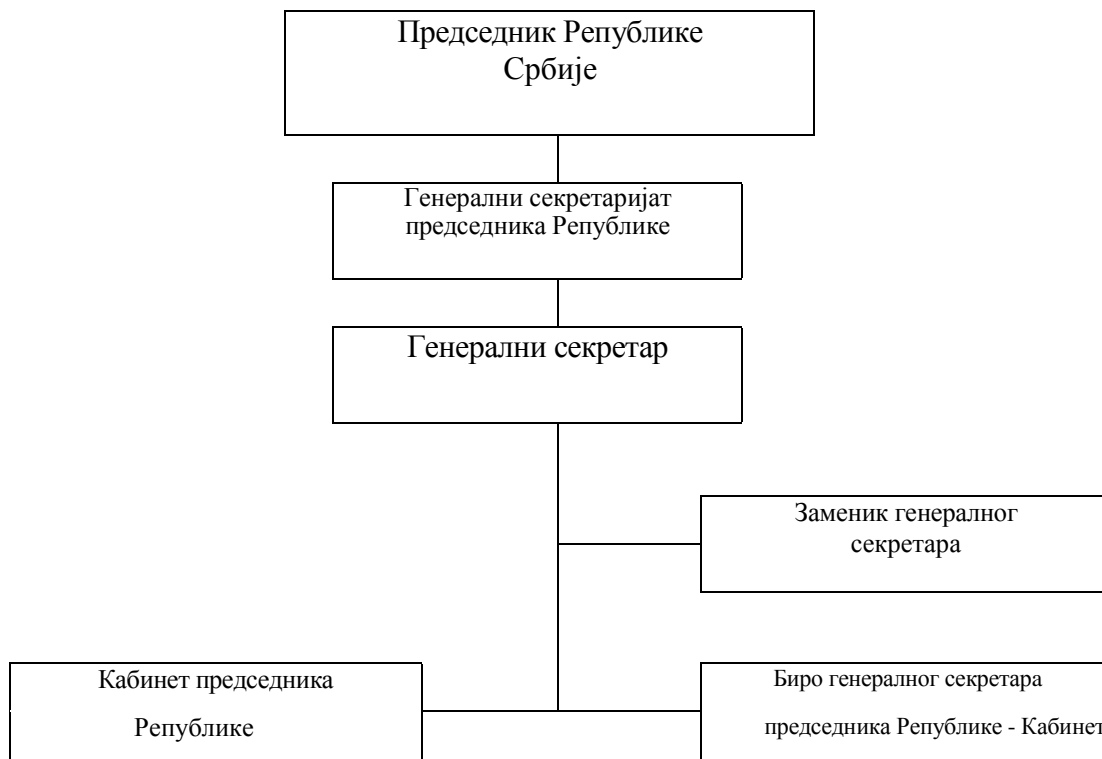 Председник Републике
Србије
Генерални секретаријат
председника Републике
Генерални секретар
Заменик генералног
секретара
Кабинет председника
Републике
Биро генералног секретара
председника Републике - Кабинет